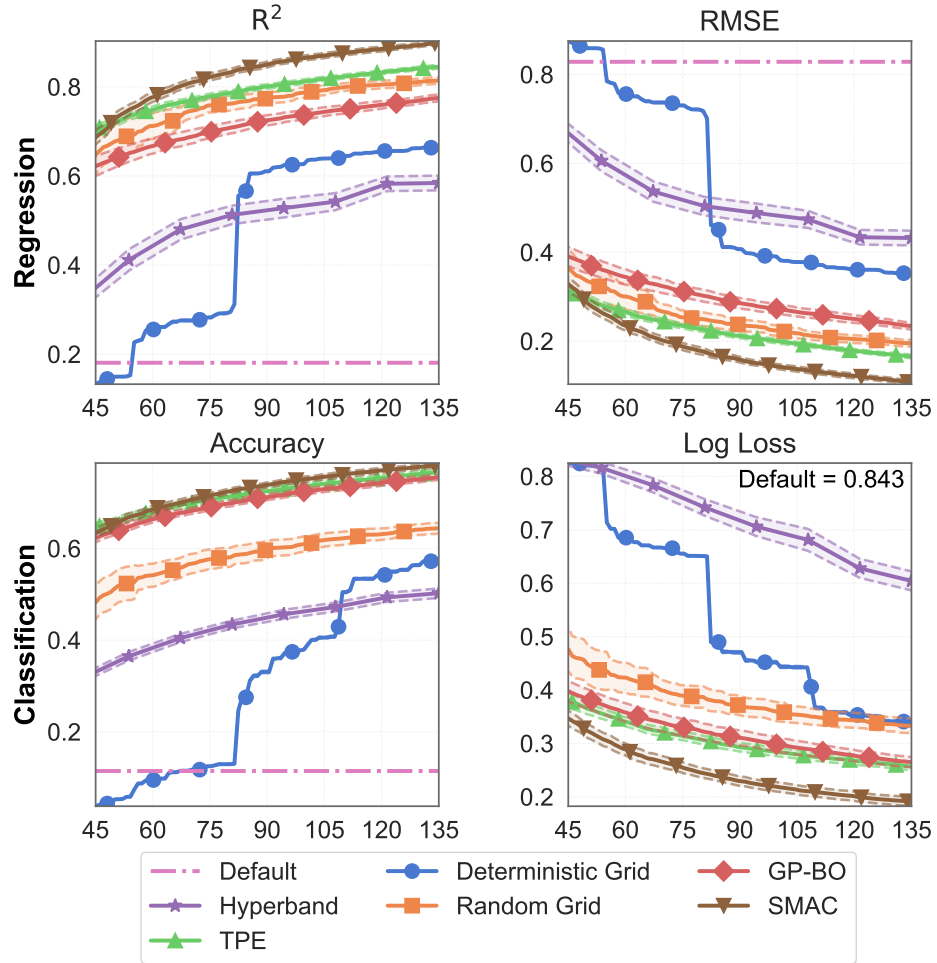 R²
RMSE
Regression
0.8
0.6
0.4
0.2
45 60 75 90 105 120 135
0.8
0.6
0.4
0.2
45 60 75 90 105 120 135
Accuracy
Log Loss
Classification
0.6
0.4
0.2
45 60 75 90 105 120 135
Default = 0.843
0.8
0.7
0.6
0.5
0.4
0.3
0.2
45 60 75 90 105 120 135
Default
Deterministic Grid
GP-BO
Hyperband
Random Grid
SMAC
TPE